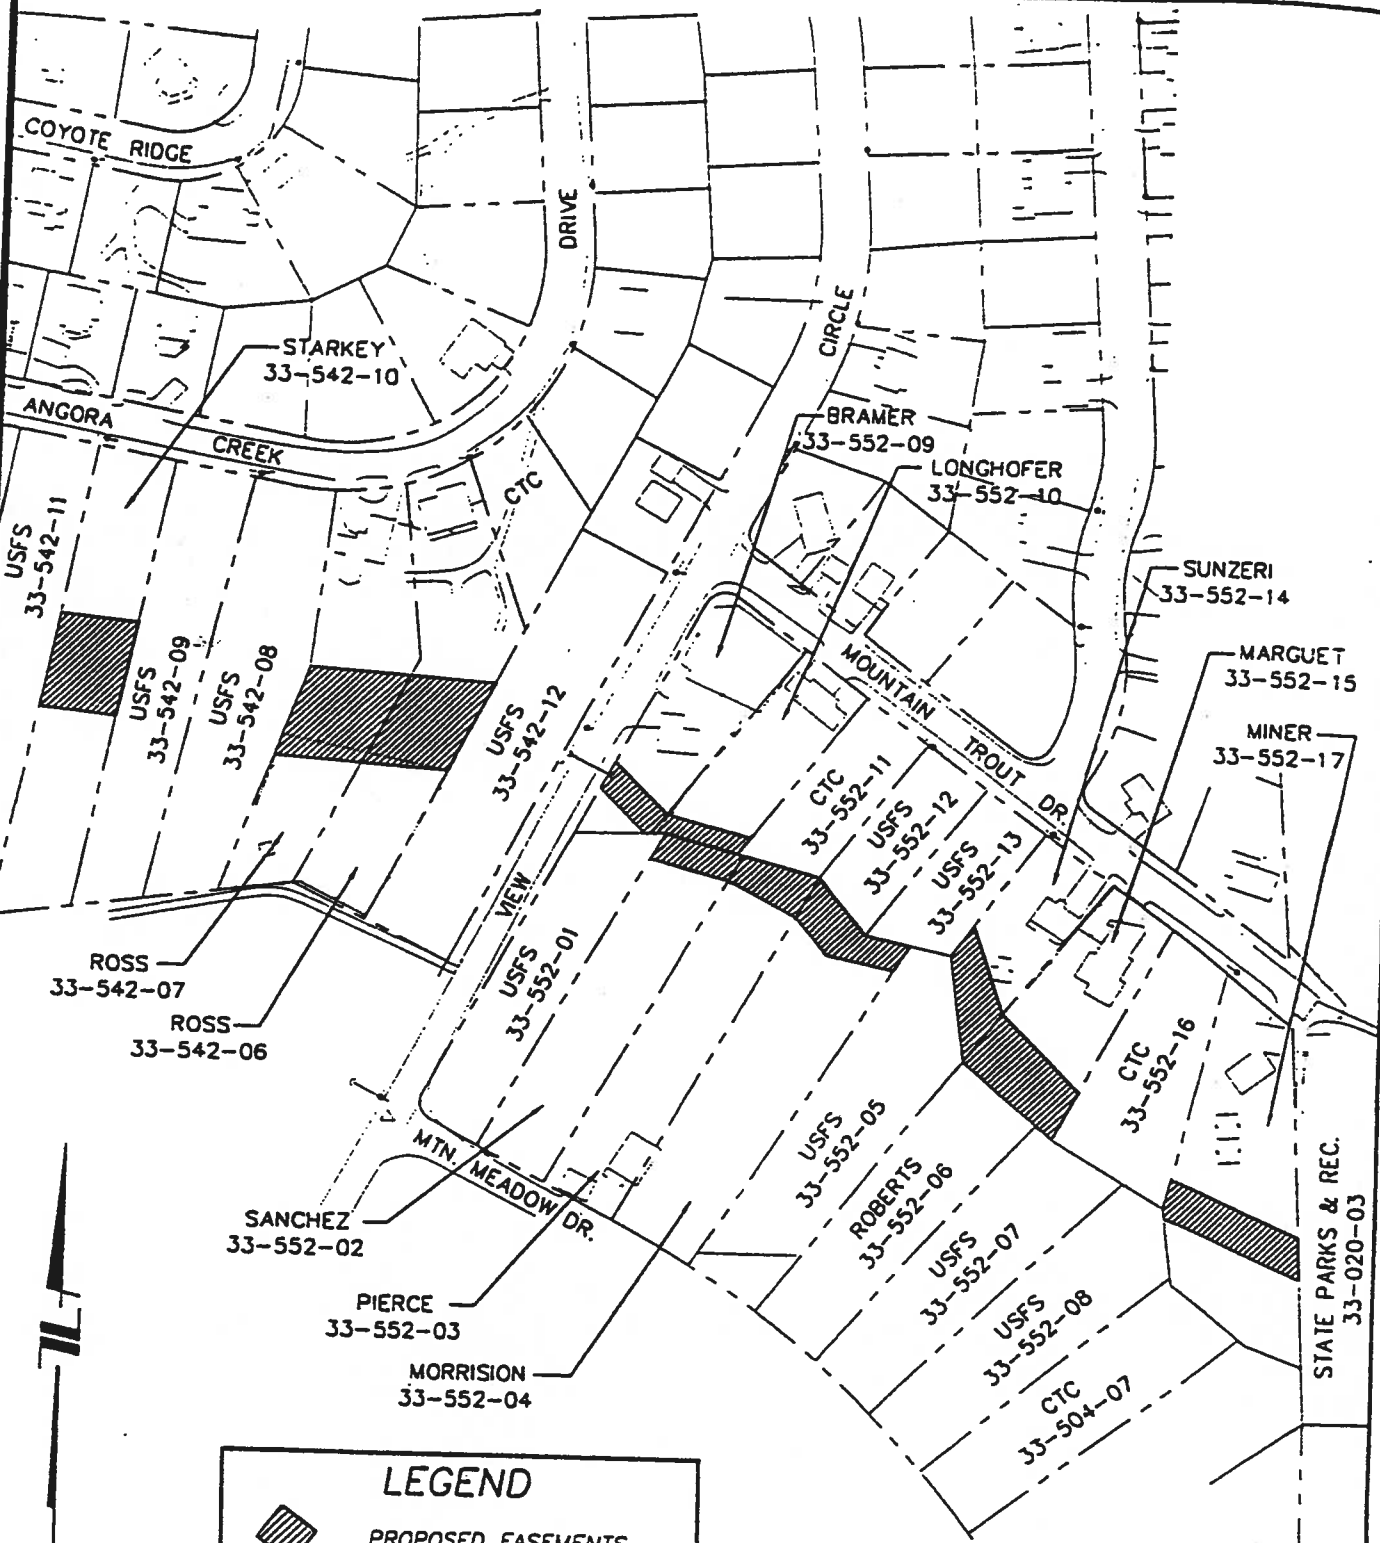 COYOTE RIDGE
DRIVE
CIRCLE
STARKEY
33-542-10
ANGORA
CREEK
CTC
BRAMER
33-552-09
LONGHOFER
33-552-10
USFS
33-542-11
SUNZERI
33-552-14
MARGUET
33-552-15
MINER
33-552-17
USFS
33-542-09
USFS
33-542-08
USFS
33-542-12
MOUNTAIN
TROUT
DR.
CTC
33-552-11
USFS
33-552-12
USFS
33-552-13
VIEW
USFS
33-552-01
ROSS
33-542-07
ROSS
33-542-06
CTC
33-552-16
USFS
33-552-05
ROBERTS
33-552-06
USFS
33-552-07
USFS
33-552-08
CTC
33-504-07
STATE PARKS & REC.
33-020-03
MTN. MEADOW DR.
SANCHEZ
33-552-02
PIERCE
33-552-03
MORRISION
33-552-04
LEGEND
PROPOSED EASEMENTS